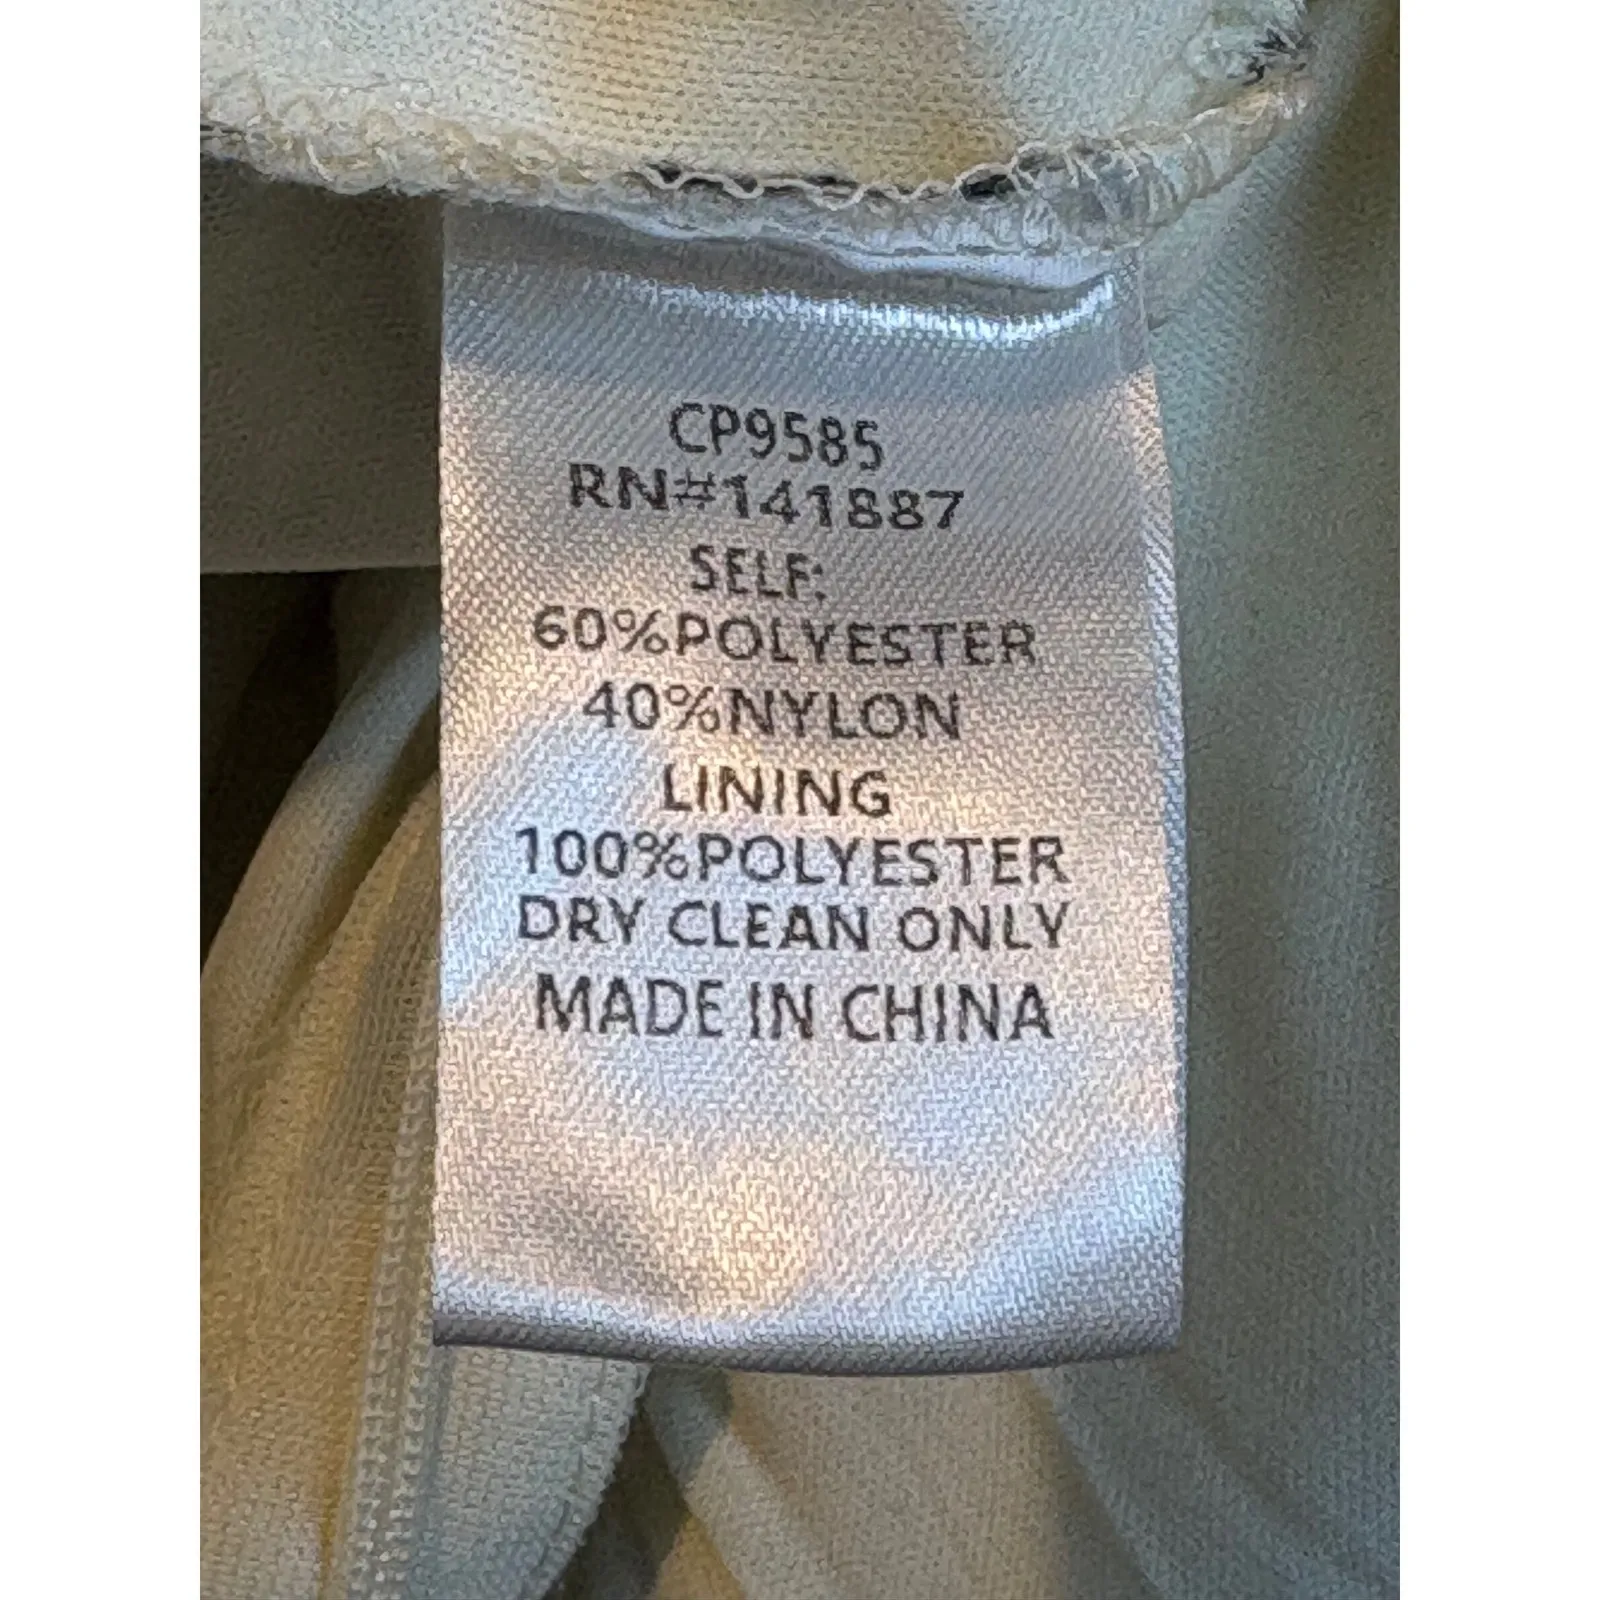 CP9585
RN#141887
SELF:
60%POLYESTER
40%NYLON
LINING
100%POLYESTER
DRY CLEAN ONLY
MADE IN CHINA